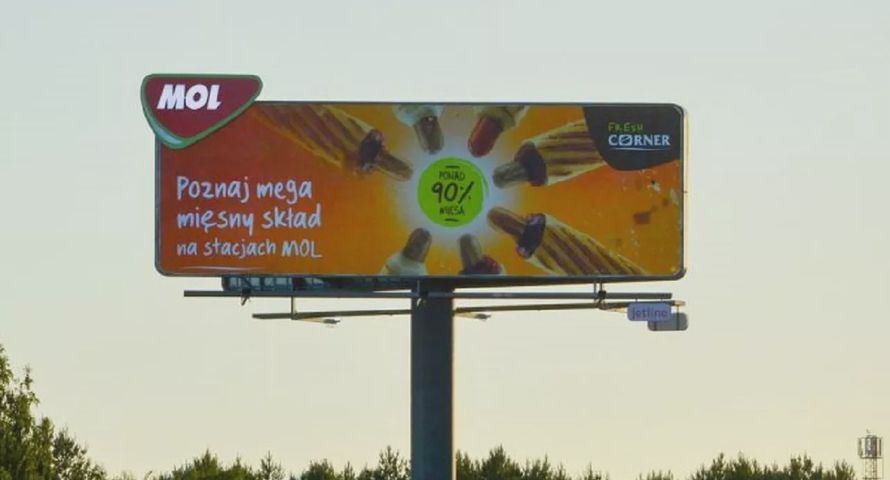 MOL
FRESH
CORNER
PONAD
90%
MIĘSA
Poznaj mega
mięsny skład
na stacjach MOL
jetline